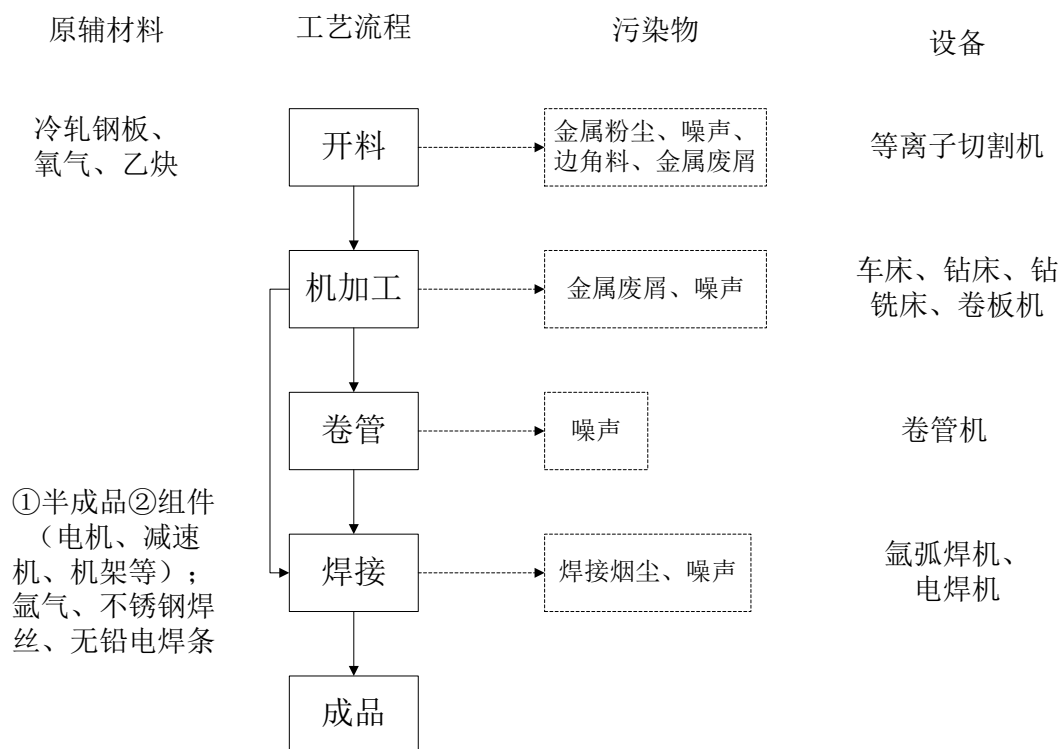 原辅材料
工艺流程
污染物
设备
冷轧钢板、
氧气、乙炔
开料
金属粉尘、噪声、
边角料、金属废屑
等离子切割机
机加工
金属废屑、噪声
车床、钻床、钻
铣床、卷板机
卷管
噪声
卷管机
①半成品②组件
（电机、减速
机、机架等）；
氩气、不锈钢焊
丝、无铅电焊条
焊接
焊接烟尘、噪声
氩弧焊机、
电焊机
成品